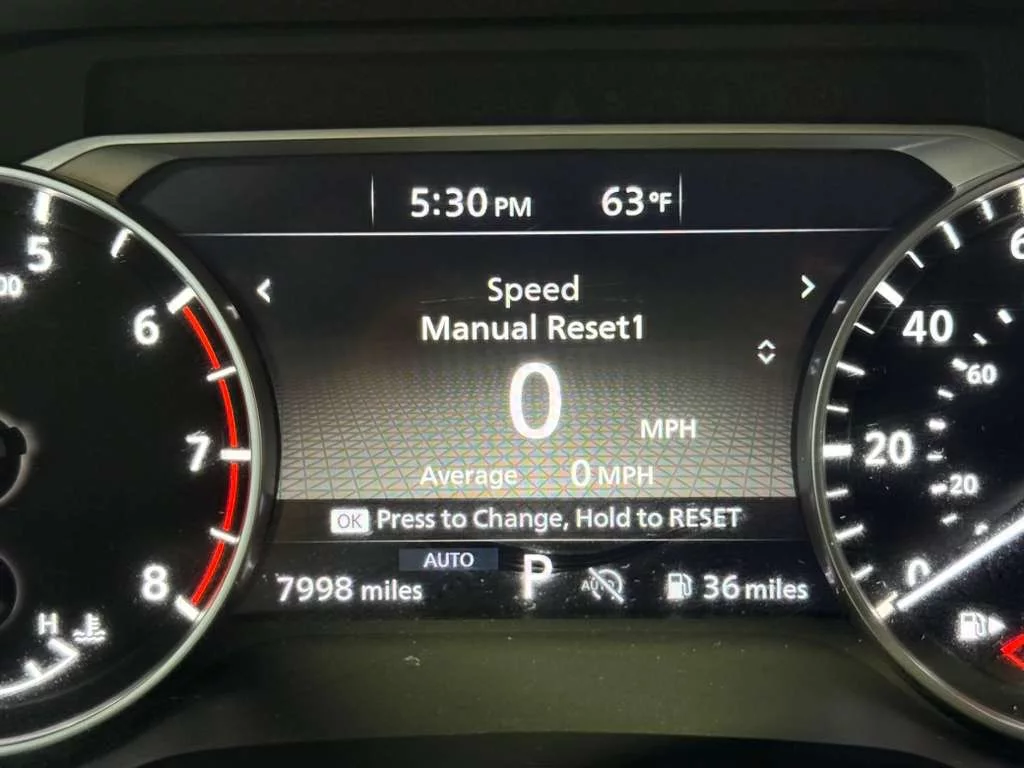 5:30 PM 63°F
Speed
Manual Reset1
0 MPH
Average 0 MPH
OK Press to Change, Hold to RESET
AUTO
7998 miles P AUTO 36 miles
5
6
7
8
H
40
60
20
20
0